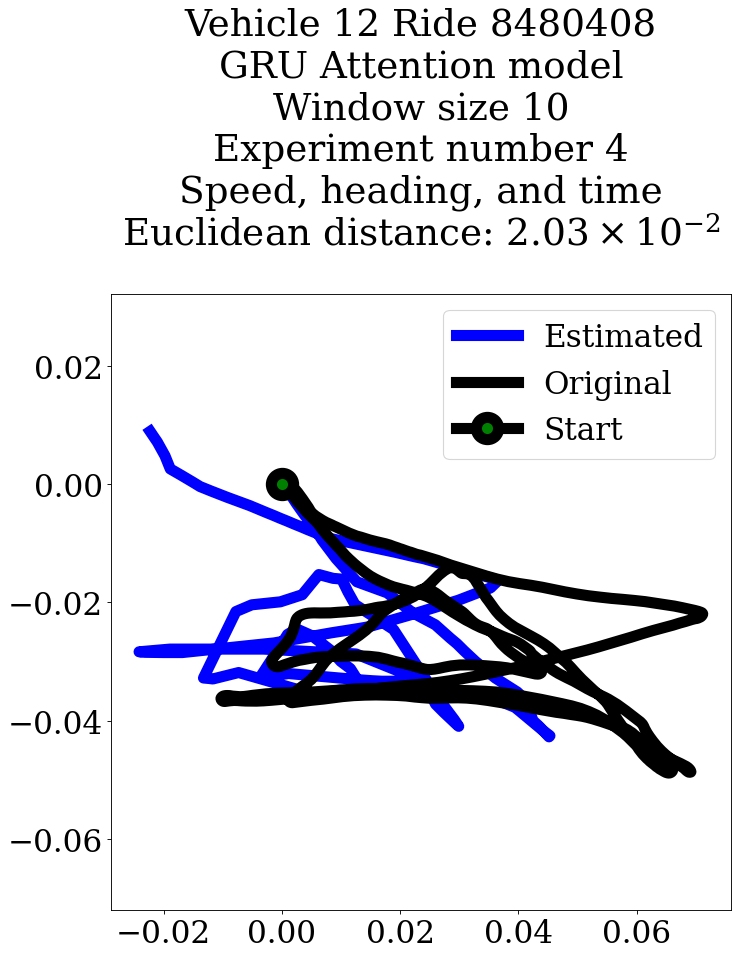 Vehicle 12 Ride 8480408
GRU Attention model
Window size 10
Experiment number 4
Speed, heading, and time
Euclidean distance: 2.03 × 10⁻²
Estimated
Original
Start
0.02
0.00
−0.02
−0.04
−0.06
−0.02 0.00 0.02 0.04 0.06